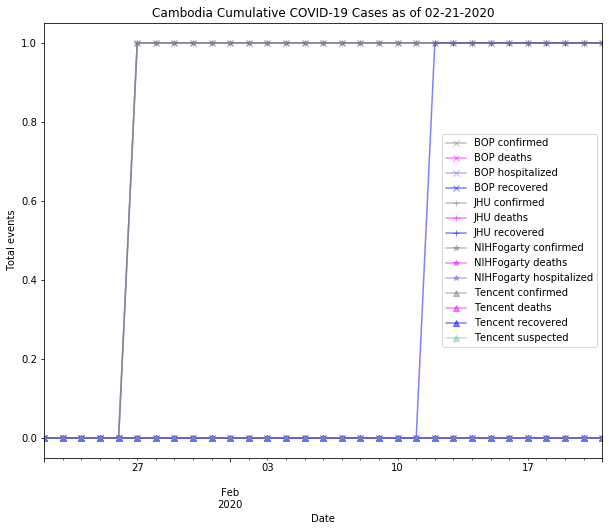 Cambodia Cumulative COVID-19 Cases as of 02-21-2020
1.0
0.8
0.6
0.4
0.2
0.0
Total events
BOP confirmed
BOP deaths
BOP hospitalized
BOP recovered
JHU confirmed
JHU deaths
JHU recovered
NIHFogarty confirmed
NIHFogarty deaths
NIHFogarty hospitalized
Tencent confirmed
Tencent deaths
Tencent recovered
Tencent suspected
27 03 10 17
Feb
2020
Date